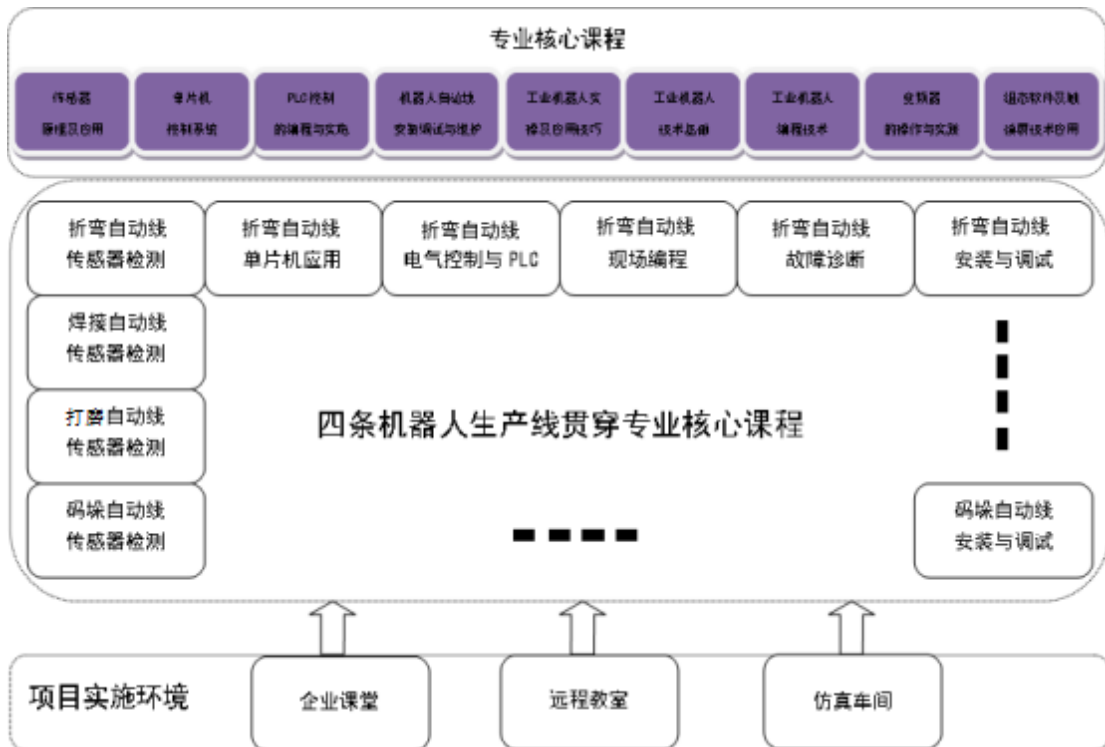 专业核心课程
传感器
原理及应用
单片机
控制系统
PLC控制
的编程与实施
机器人自动线
安装调试与维护
工业机器人实
操及应用技巧
工业机器人
技术基础
工业机器人
编程技术
变频器
的操作与实践
组态软件及触
摸屏技术应用
折弯自动线
传感器检测
折弯自动线
单片机应用
折弯自动线
电气控制与 PLC
折弯自动线
现场编程
折弯自动线
故障诊断
折弯自动线
安装与调试
焊接自动线
传感器检测
打磨自动线
传感器检测
四条机器人生产线贯穿专业核心课程
码垛自动线
传感器检测
码垛自动线
安装与调试
项目实施环境
企业课堂
远程教室
仿真车间